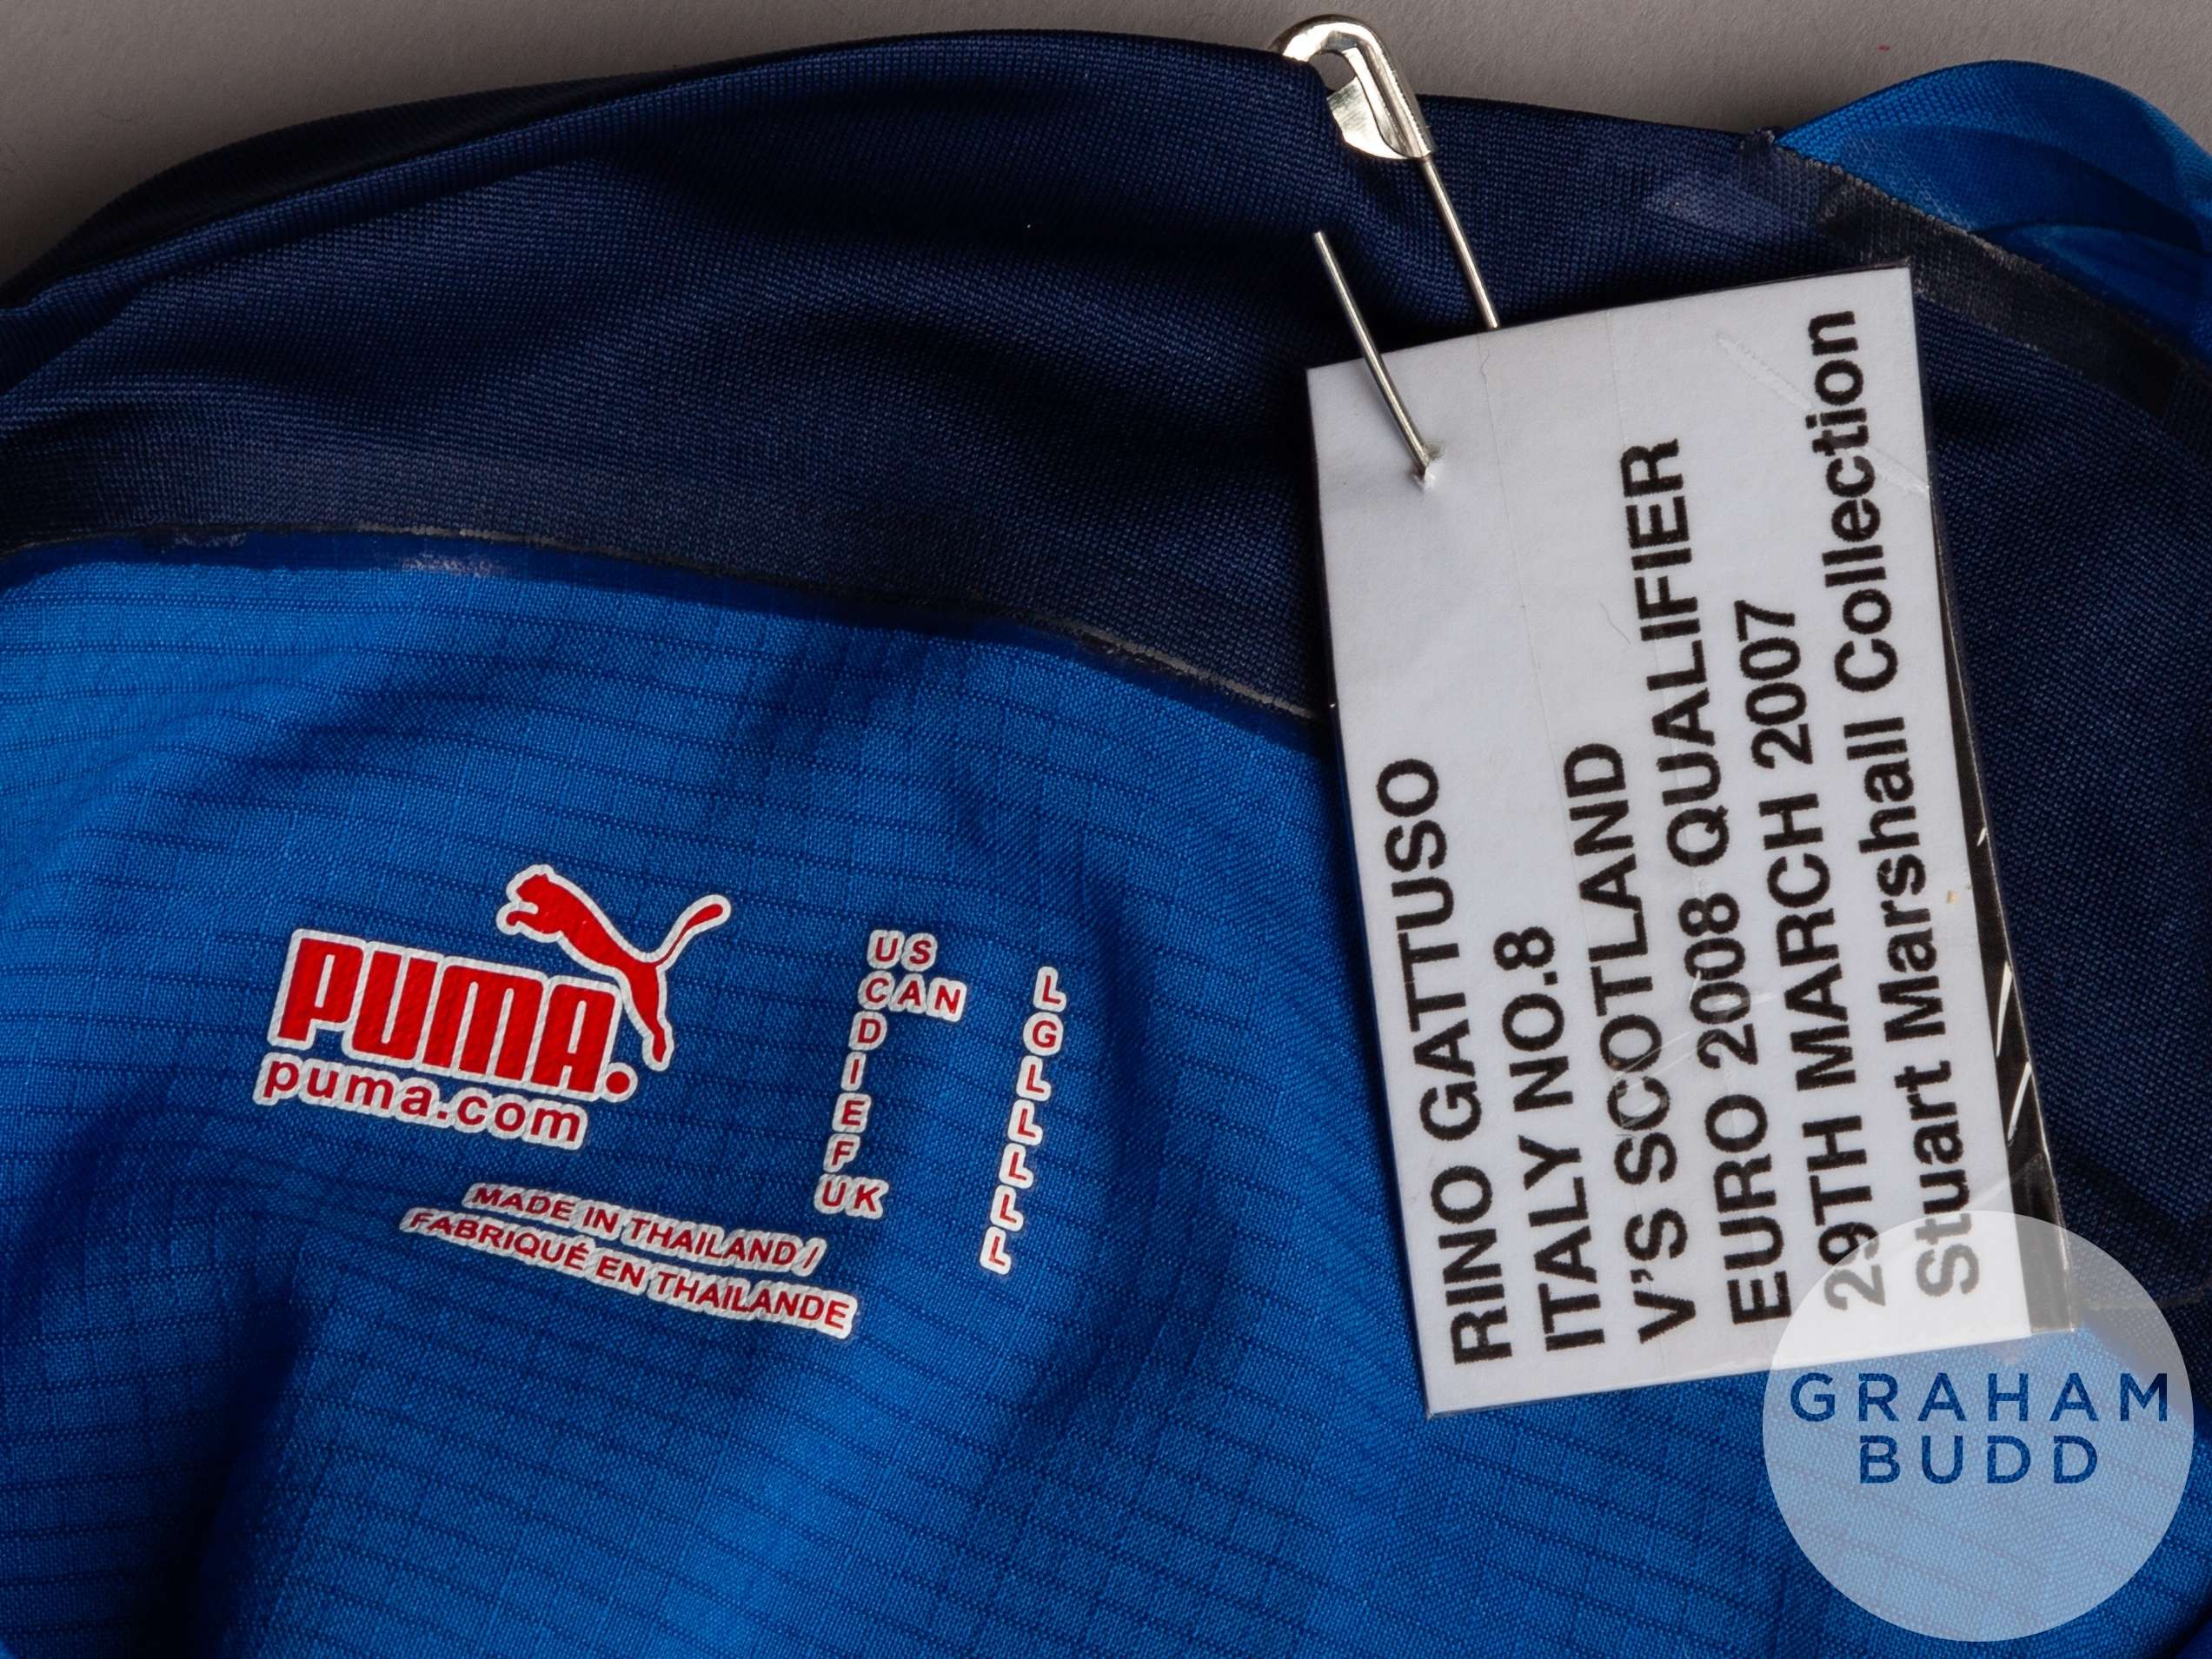 PUMA.
puma.com
MADE IN THAILAND /
FABRIQUÉ EN THAILANDE
US L
CAN G
D L
I L
E L
F L
UK L
RINO GATTUSO
ITALY NO.8
V'S SCOTLAND
EURO 2008 QUALIFIER
29TH MARCH 2007
Stuart Marshall Collection
GRAHAM
BUDD